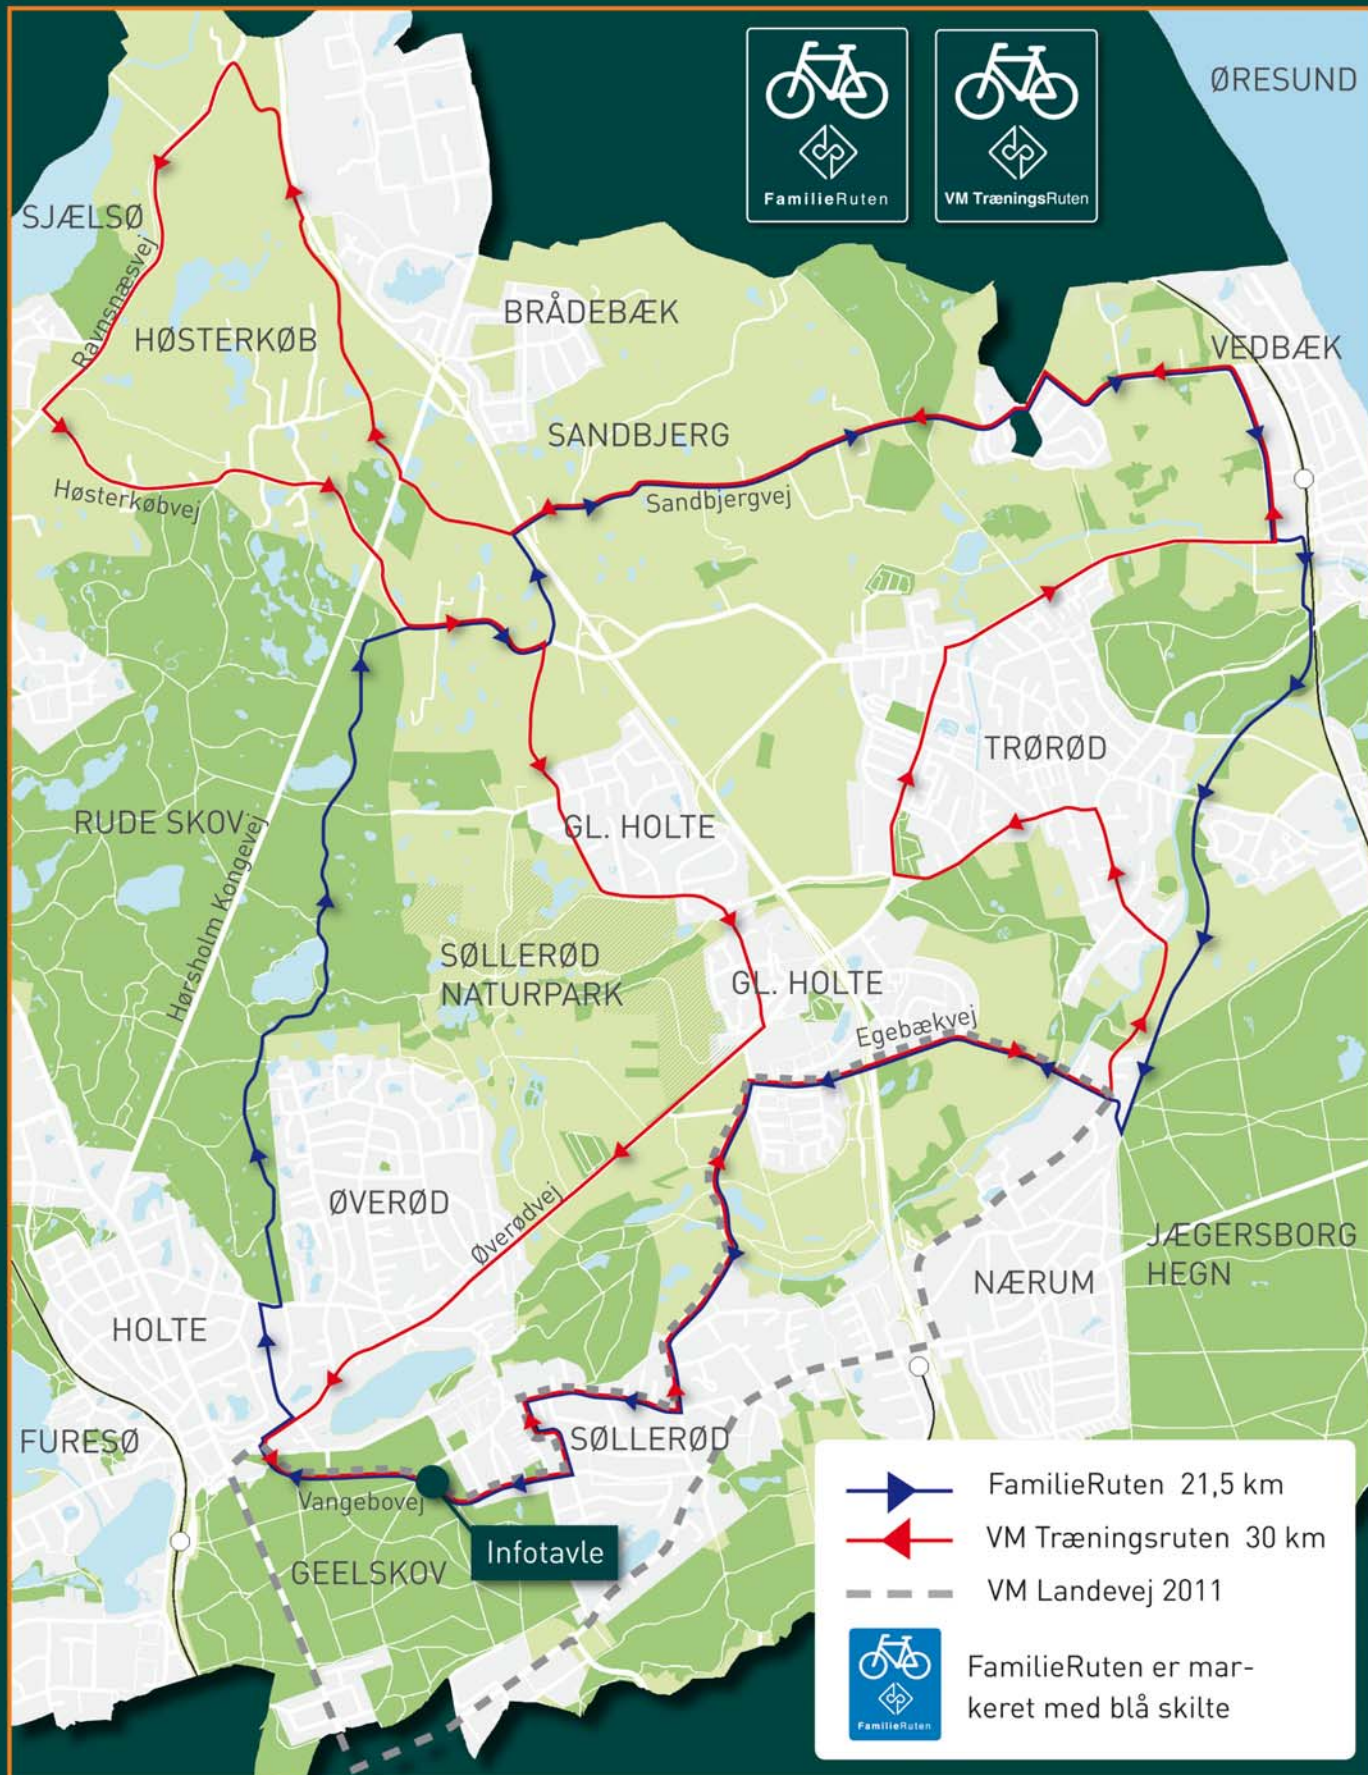 ØRESUND
FamilieRuten
VM TræningsRuten
SJÆLSØ
Ravnsnæsvej
HØSTERKØB
BRÅDEBÆK
VEDBÆK
SANDBJERG
Sandbjergvej
Høsterkøbvej
TRØRØD
RUDE SKOV
Hørsholm Kongevej
GL. HOLTE
SØLLERØD
NATURPARK
GL. HOLTE
Egebækvej
ØVERØD
Øverødvej
JÆGERSBORG
HEGN
NÆRUM
HOLTE
FURESØ
SØLLERØD
Vangebovej
Infotavle
GEELSKOV
FamilieRuten 21,5 km
VM Træningsruten 30 km
VM Landevej 2011
FamilieRuten
FamilieRuten er mar-
keret med blå skilte